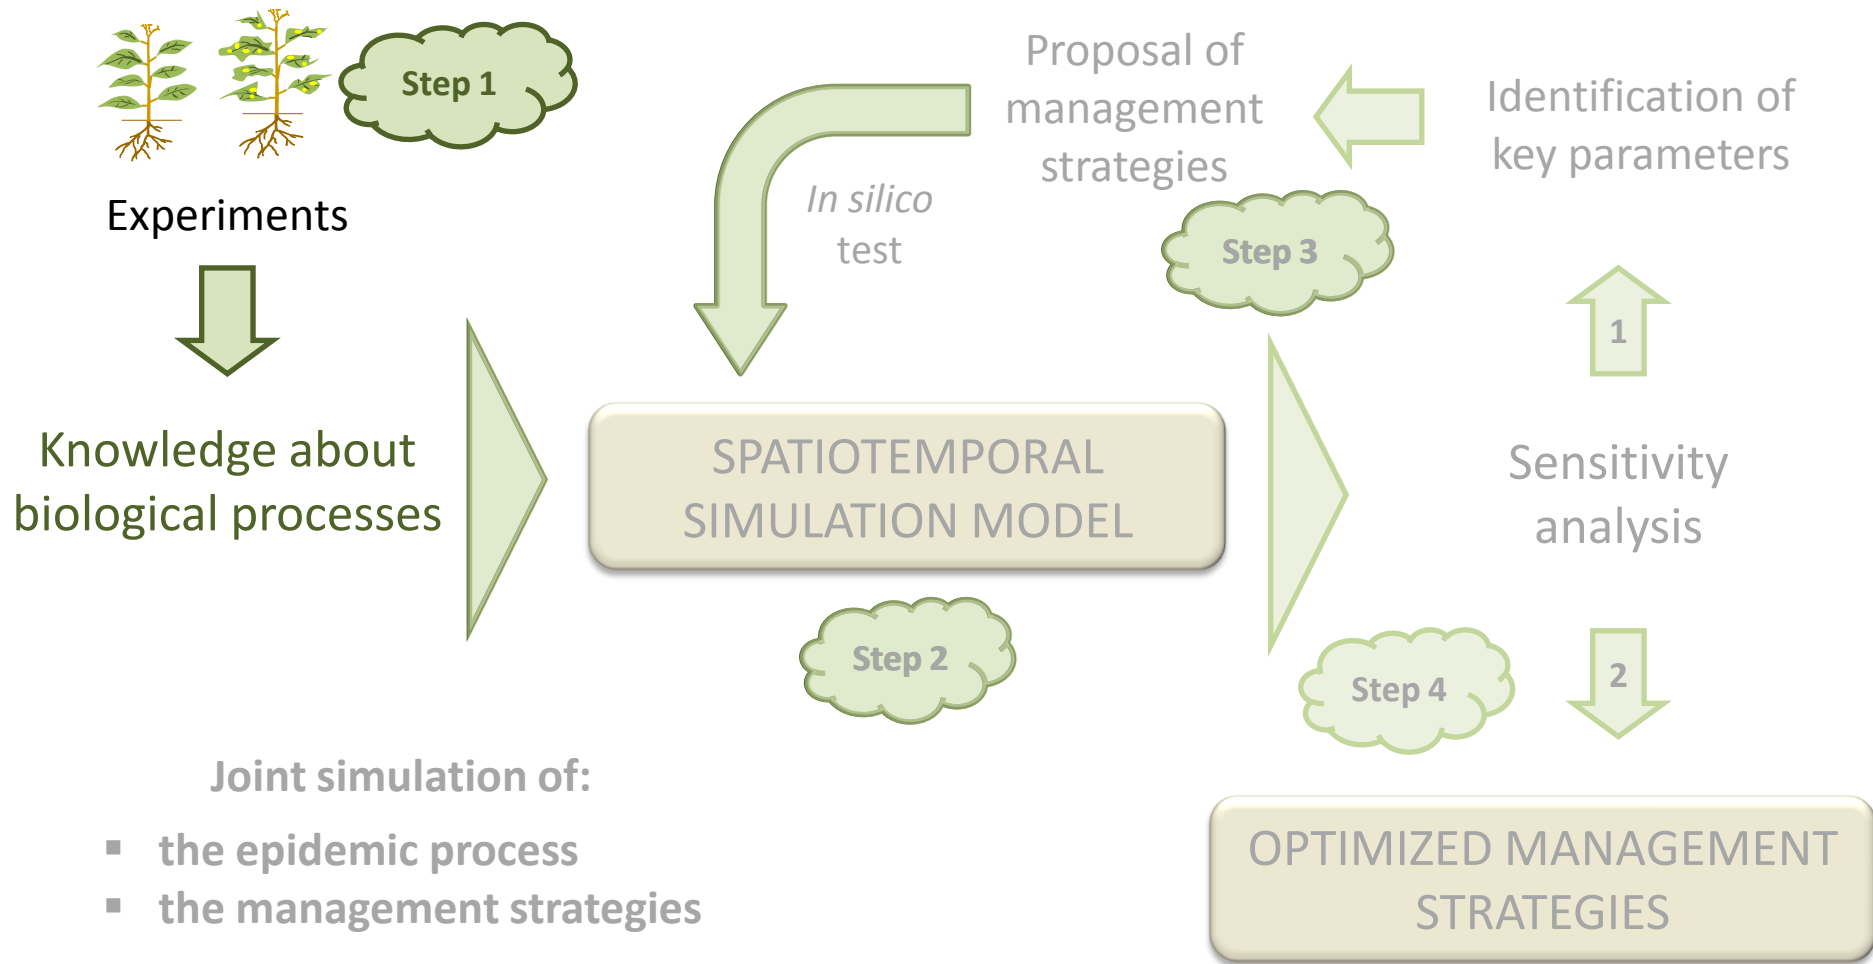 Step 1
Experiments
Knowledge about
biological processes
Proposal of
management
strategies
In silico
test
Identification of
key parameters
Step 3
1
SPATIOTEMPORAL
SIMULATION MODEL
Sensitivity
analysis
Step 2
Step 4
2
Joint simulation of:
▪ the epidemic process
▪ the management strategies
OPTIMIZED MANAGEMENT
STRATEGIES